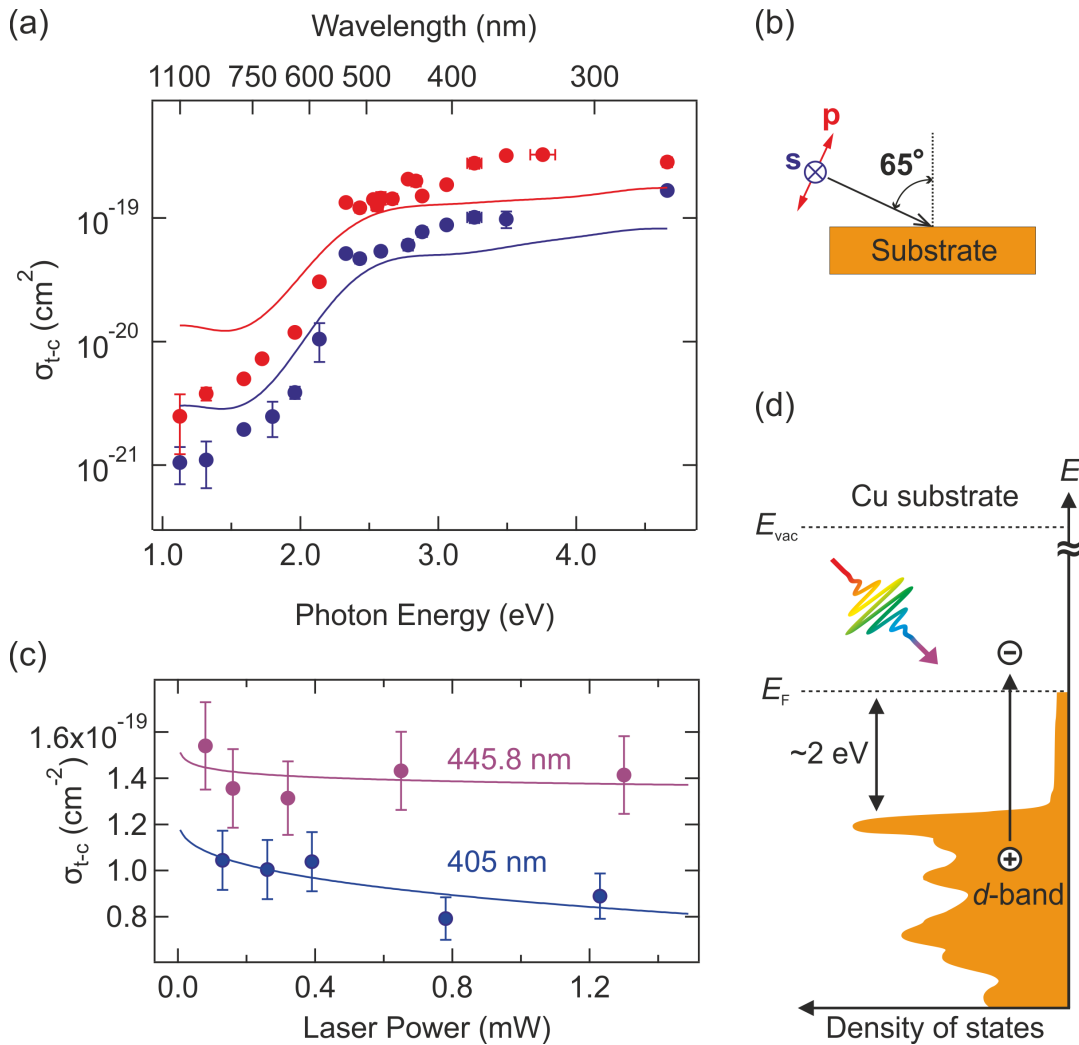 (a)
Wavelength (nm)
1100 750 600 500 400 300
σt-c (cm²)
10⁻¹⁹
10⁻²⁰
10⁻²¹
1.0 2.0 3.0 4.0
Photon Energy (eV)
(b)
p
s
65°
Substrate
(c)
σt-c (cm⁻²)
1.6x10⁻¹⁹
1.4
1.2
1.0
0.8
445.8 nm
405 nm
0.0 0.4 0.8 1.2
Laser Power (mW)
(d)
E
Cu substrate
Evac
EF
~2 eV
d-band
Density of states